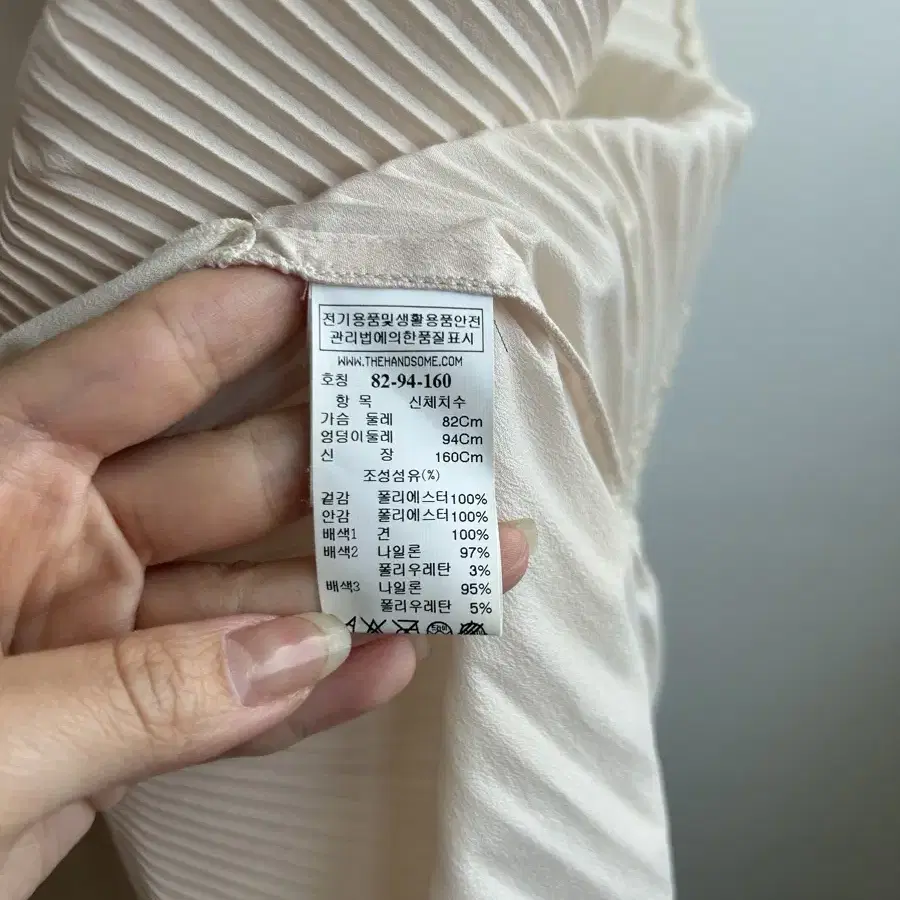 전기용품및생활용품안전
관리법에의한품질표시
WWW.THEHANDSOME.COM
호칭 82-94-160
항 목 신체치수
가슴 둘레 82Cm
엉덩이둘레 94Cm
신 장 160Cm
조성섬유(%)
겉감 폴리에스터100%
안감 폴리에스터100%
배색1 견 100%
배색2 나일론 97%
폴리우레탄 3%
배색3 나일론 95%
폴리우레탄 5%